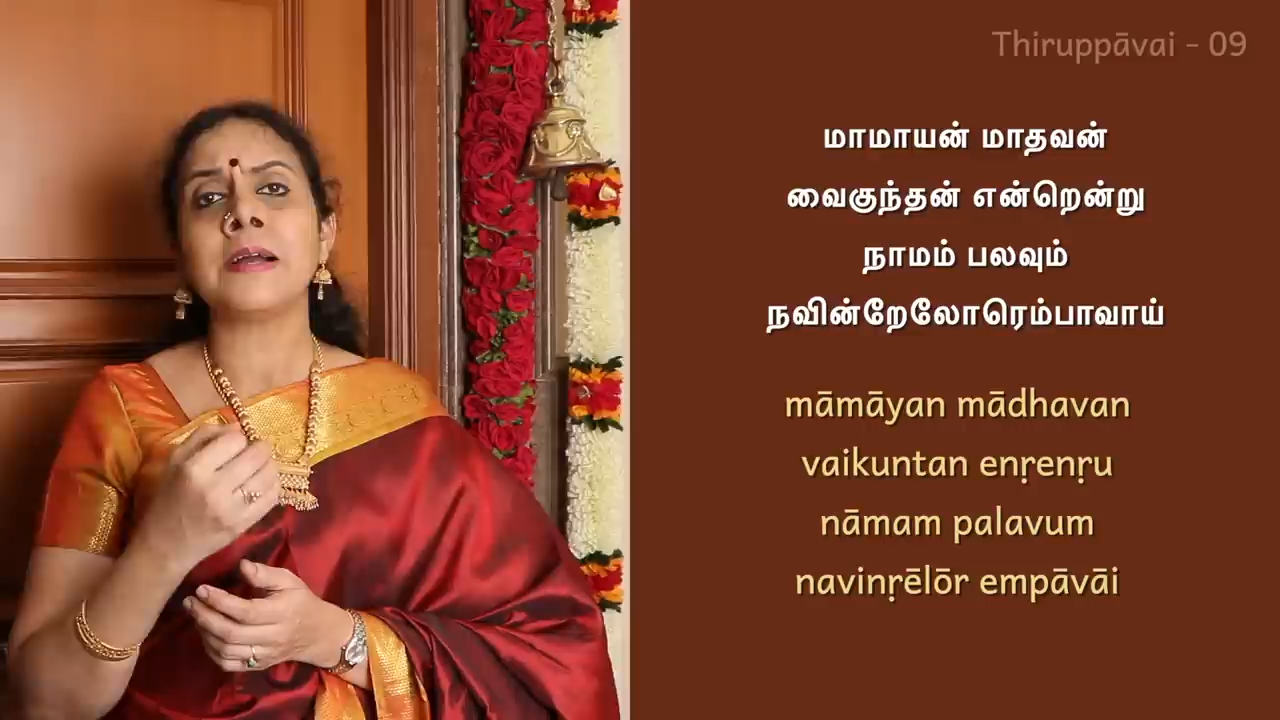 Thiruppāvai - 09
மாமாயன் மாதவன்
வைகுந்தன் என்றென்று
நாமம் பலவும்
நவின்றேலோரெம்பாவாய்
māmāyan mādhavan
vaikuntan enṛenṛu
nāmam palavum
navinṛēlōr empāvāi